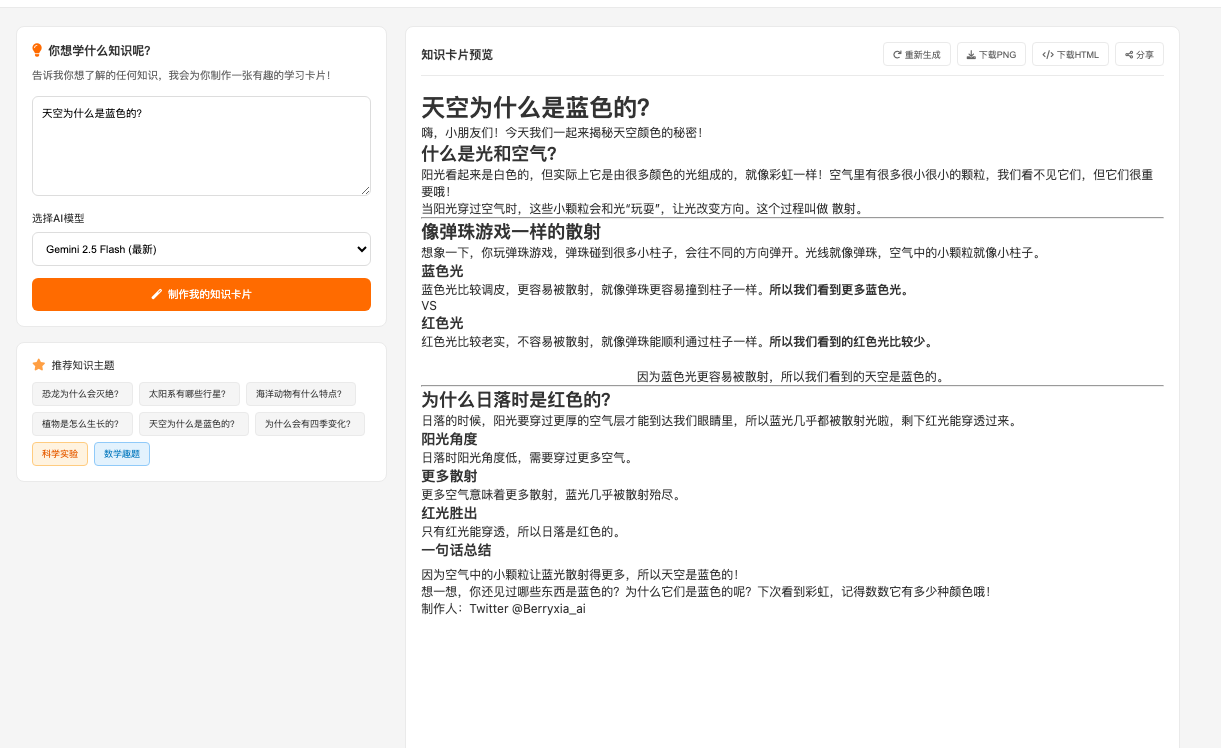 你想学什么知识呢?
告诉我你想了解的任何知识，我会为你制作一张有趣的学习卡片！
天空为什么是蓝色的?
选择AI模型
Gemini 2.5 Flash (最新)
制作我的知识卡片
推荐知识主题
恐龙为什么会灭绝?
太阳系有哪些行星?
海洋动物有什么特点?
植物是怎么生长的?
天空为什么是蓝色的?
为什么会有四季变化?
科学实验
数学趣题
知识卡片预览
重新生成
下载PNG
下载HTML
分享
天空为什么是蓝色的?
嗨，小朋友们！今天我们一起来揭秘天空颜色的秘密！
什么是光和空气?
阳光看起来是白色的，但实际上它是由很多颜色的光组成的，就像彩虹一样！空气里有很多很小很小的颗粒，我们看不见它们，但它们很重
要哦！
当阳光穿过空气时，这些小颗粒会和光“玩耍”，让光改变方向。这个过程叫做 散射。
像弹珠游戏一样的散射
想象一下，你玩弹珠游戏，弹珠碰到很多小柱子，会往不同的方向弹开。光线就像弹珠，空气中的小颗粒就像小柱子。
蓝色光
蓝色光比较调皮，更容易被散射，就像弹珠更容易撞到柱子一样。所以我们看到更多蓝色光。
VS
红色光
红色光比较老实，不容易被散射，就像弹珠能顺利通过柱子一样。所以我们看到的红色光比较少。
因为蓝色光更容易被散射，所以我们看到的天空是蓝色的。
为什么日落时是红色的?
日落的时候，阳光要穿过更厚的空气层才能到达我们眼睛里，所以蓝光几乎都被散射光啦，剩下红光能穿透过来。
阳光角度
日落时阳光角度低，需要穿过更多空气。
更多散射
更多空气意味着更多散射，蓝光几乎被散射殆尽。
红光胜出
只有红光能穿透，所以日落是红色的。
一句话总结
因为空气中的小颗粒让蓝光散射得更多，所以天空是蓝色的！
想一想，你还见过哪些东西是蓝色的？为什么它们是蓝色的呢？下次看到彩虹，记得数数它有多少种颜色哦！
制作人：Twitter @Berryxia_ai